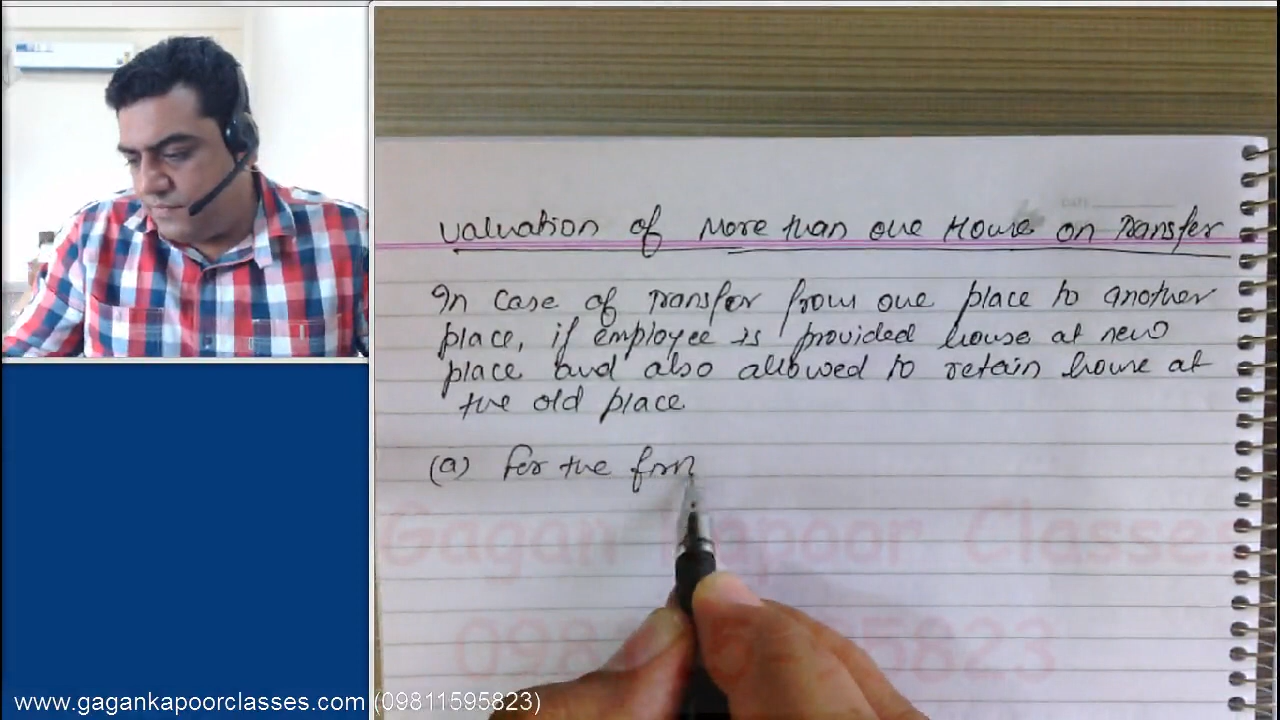 Valuation of More than one House on Transfer
In case of Transfer from one place to another
place, if employee is provided house at new
place and also allowed to retain house at
the old place
(a) for the firs
Gagan Kapoor Classes
www.gagankapoorclasses.com (09811595823)